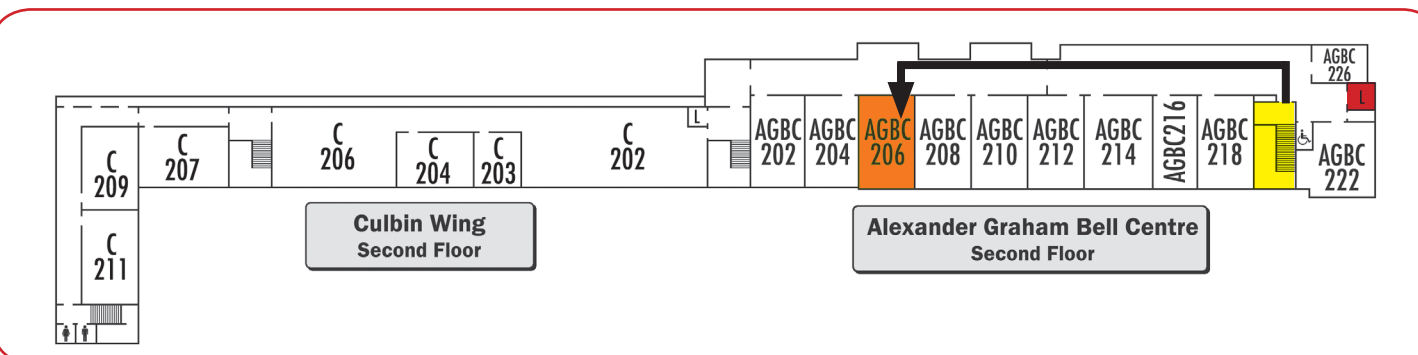 AGBC
226
L
L
C
209
C
207
C
206
C
204
C
203
C
202
AGBC
202
AGBC
204
AGBC
206
AGBC
208
AGBC
210
AGBC
212
AGBC
214
AGBC216
AGBC
218
AGBC
222
C
211
Culbin Wing
Second Floor
Alexander Graham Bell Centre
Second Floor